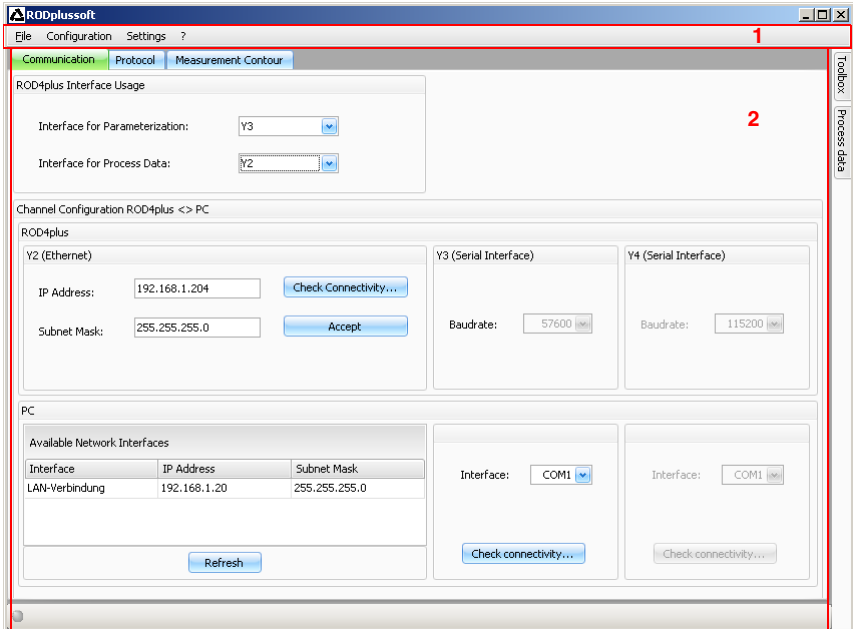 RODplussoft
File Configuration Settings ? 1
Communication Protocol Measurement Contour
Toolbox
Process data
ROD4plus Interface Usage
2
Interface for Parameterization: Y3
Interface for Process Data: Y2
Channel Configuration ROD4plus <> PC
ROD4plus
Y2 (Ethernet) Y3 (Serial Interface) Y4 (Serial Interface)
IP Address: 192.168.1.204 Check Connectivity...
Subnet Mask: 255.255.255.0 Accept
Baudrate: 57600 Baudrate: 115200
PC
Available Network Interfaces
Interface IP Address Subnet Mask
LAN-Verbindung 192.168.1.20 255.255.255.0
Refresh
Interface: COM1 Interface: COM1
Check connectivity... Check connectivity...